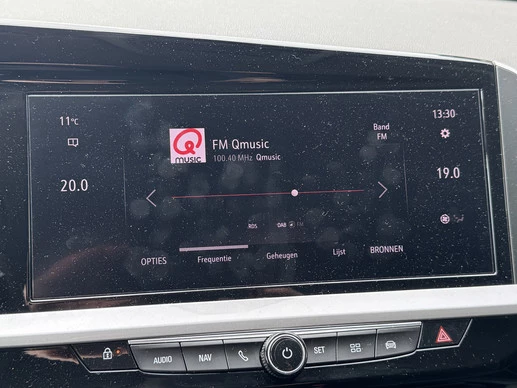 11°C
13:30
Q
music
FM Qmusic
100.40 MHz Qmusic
Band
FM
20.0
19.0
RDS DAB FM
OPTIES Frequentie Geheugen Lijst BRONNEN
AUDIO NAV SET